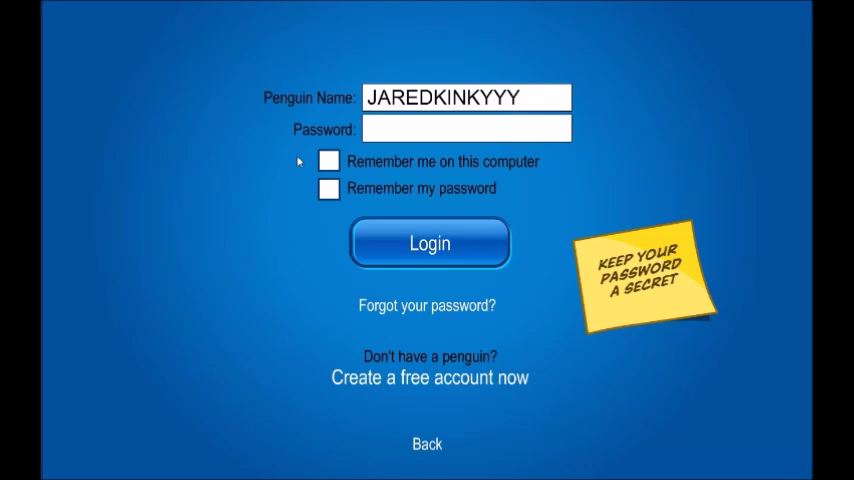 Penguin Name: JAREDKINKYYY
Password:
Remember me on this computer
Remember my password
Login
KEEP YOUR
PASSWORD
A SECRET
Forgot your password?
Don't have a penguin?
Create a free account now
Back